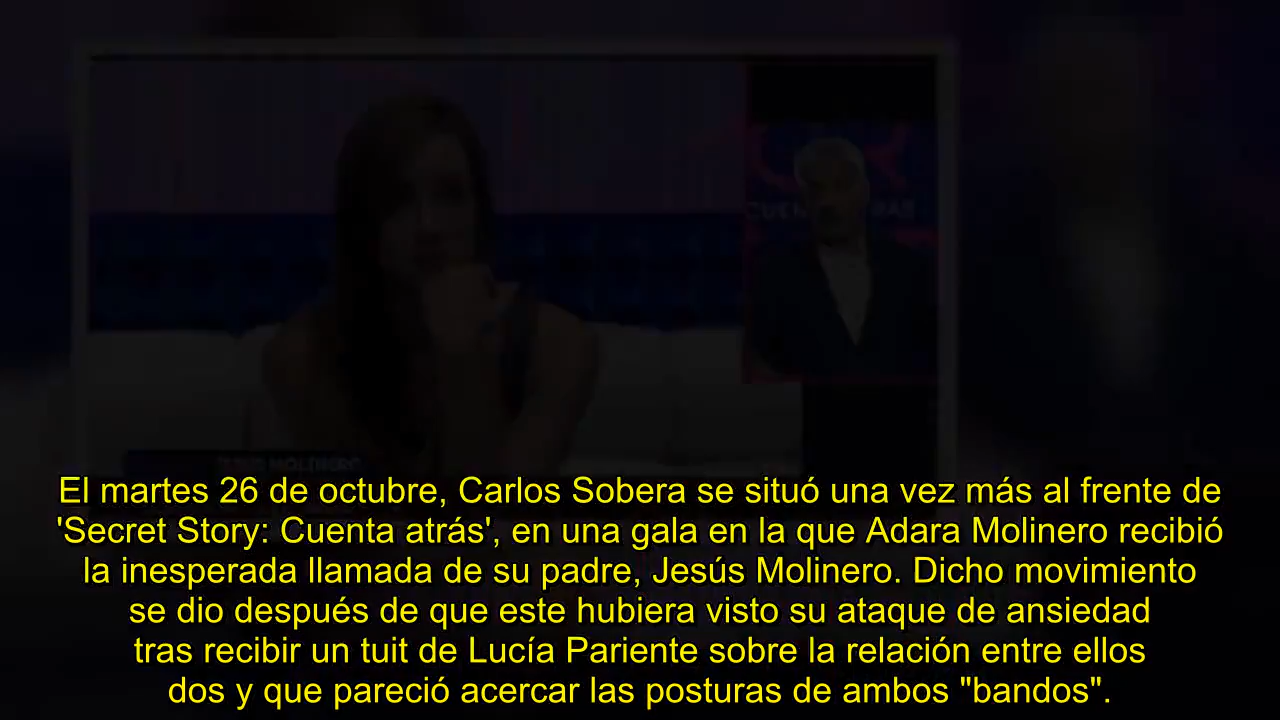 CUEN
MOLINERO
El martes 26 de octubre, Carlos Sobera se situó una vez más al frente de
'Secret Story: Cuenta atrás', en una gala en la que Adara Molinero recibió
la inesperada llamada de su padre, Jesús Molinero. Dicho movimiento
se dio después de que este hubiera visto su ataque de ansiedad
tras recibir un tuit de Lucía Pariente sobre la relación entre ellos
dos y que pareció acercar las posturas de ambos "bandos".